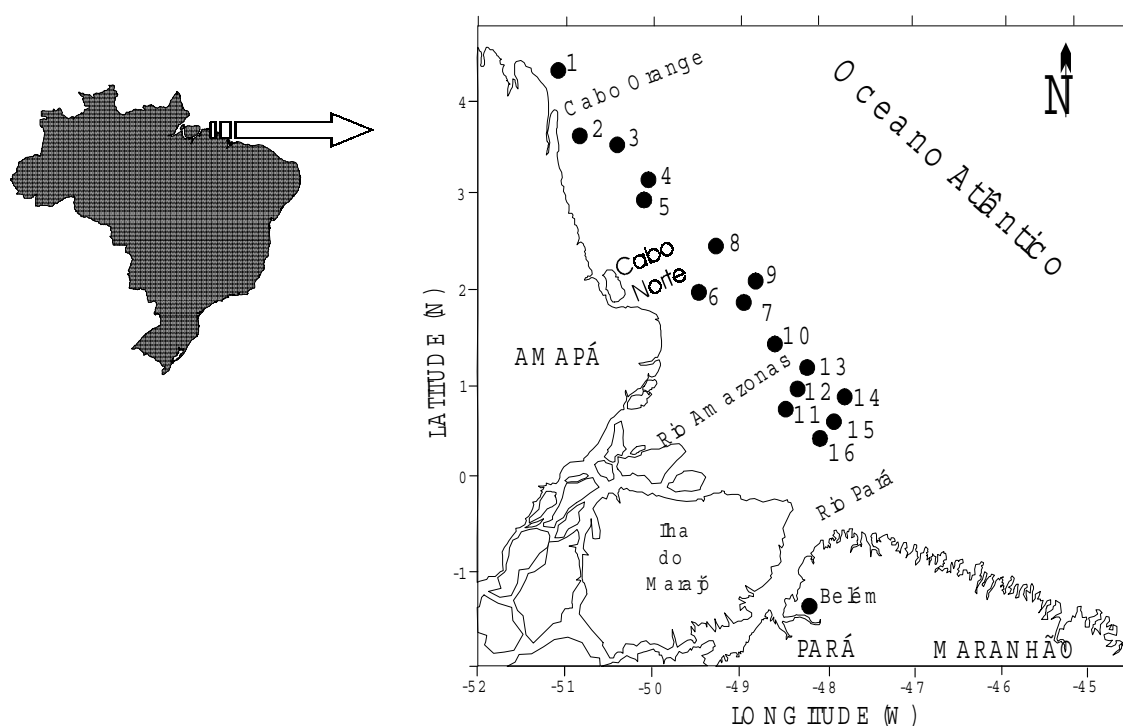 1
Cabo Orange
Oceano Atlântico
N
4
2
3
4
3
5
8
Cabo
Norte
9
2
6
7
10
AMAPÁ
13
Rio Amazonas
12
14
1
11
15
16
0
Rio Pará
Ilha
do
Marajó
-1
Belém
PARÁ
MARANHÃO
-52
-51
-50
-49
-48
-47
-46
-45
LATITUDE (N)
LONGITUDE (W)